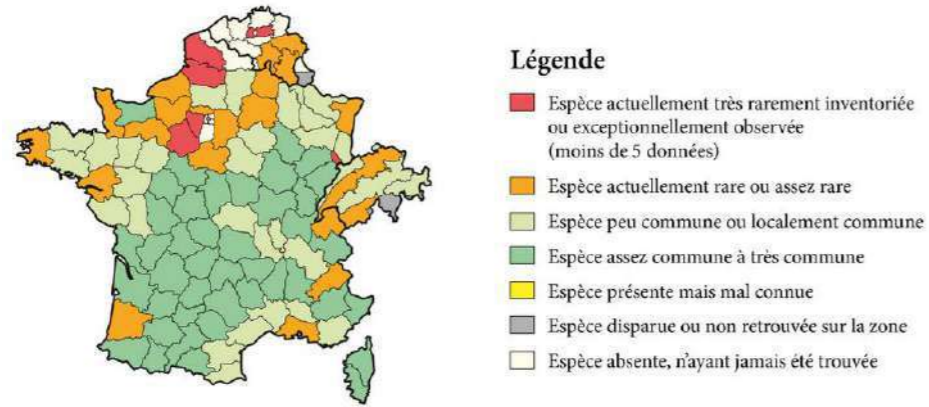 Légende
Espèce actuellement très rarement inventoriée
ou exceptionnellement observée
(moins de 5 données)
Espèce actuellement rare ou assez rare
Espèce peu commune ou localement commune
Espèce assez commune à très commune
Espèce présente mais mal connue
Espèce disparue ou non retrouvée sur la zone
Espèce absente, n'ayant jamais été trouvée